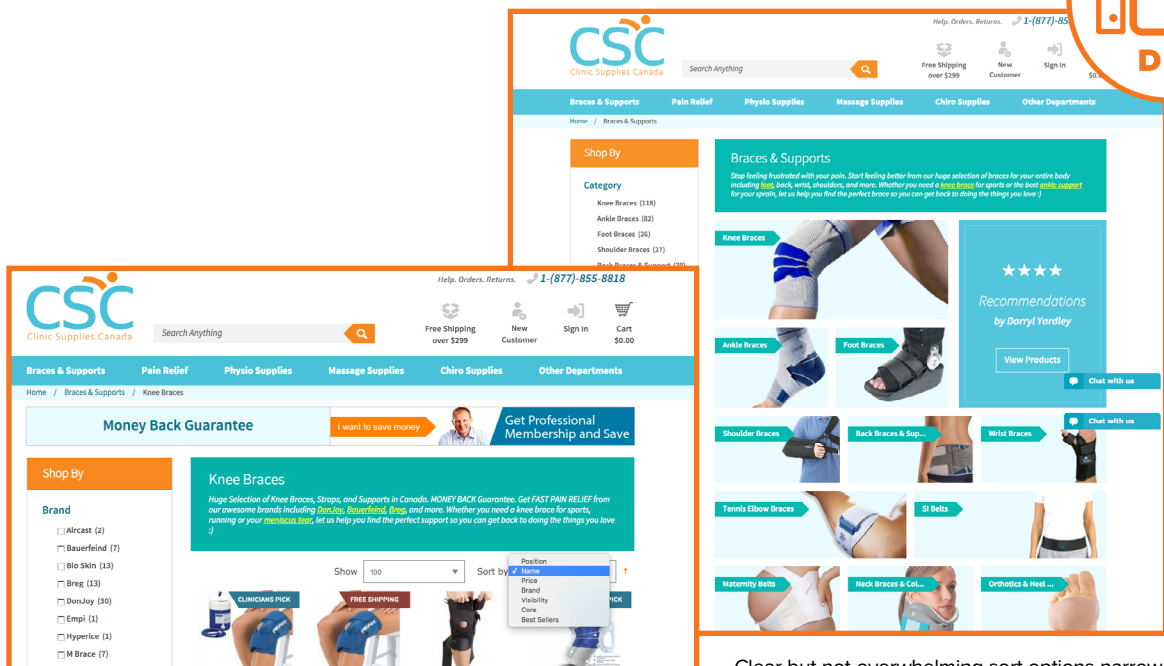 Help. Orders. Returns. 1-(877)-85
CSC
Clinic Supplies Canada
Search Anything
Free Shipping
over $299
New
Customer
Sign In
$0.
D
Braces & Supports Pain Relief Physio Supplies Massage Supplies Chiro Supplies Other Departments
Home / Braces & Supports
Shop By
Category
Knee Braces (118)
Ankle Braces (82)
Foot Braces (26)
Shoulder Braces (27)
Back Braces & Support (70)
Braces & Supports
Stop feeling frustrated with your pain. Start feeling better from our huge selection of braces for your entire body
including foot, back, wrist, shoulders, and more. Whether you need a knee brace for sports or the best ankle support
for your sprain, let us help you find the perfect brace so you can get back to doing the things you love :)
Knee Braces
Recommendations
by Darryl Yardley
View Products
Ankle Braces
Foot Braces
Chat with us
Chat with us
Shoulder Braces
Back Braces & Sup...
Wrist Braces
Tennis Elbow Braces
SI Belts
Maternity Belts
Neck Braces & Col...
Orthotics & Heel ...
Help. Orders. Returns. 1-(877)-855-8818
CSC
Clinic Supplies Canada
Search Anything
Free Shipping
over $299
New
Customer
Sign In
Cart
$0.00
Braces & Supports Pain Relief Physio Supplies Massage Supplies Chiro Supplies Other Departments
Home / Braces & Supports / Knee Braces
Money Back Guarantee
I want to save money
Get Professional
Membership and Save
Shop By
Brand
Aircast (2)
Bauerfeind (7)
Bio Skin (13)
Breg (13)
DonJoy (30)
Empi (1)
Hyperice (1)
M Brace (7)
Knee Braces
Huge Selection of Knee Braces, Straps, and Supports in Canada. MONEY BACK Guarantee. Get FAST PAIN RELIEF from
our awesome brands including DonJoy, Bauerfeind, Breg, and more. Whether you need a knee brace for sports,
running or your meniscus tear, let us help you find the perfect support so you can get back to doing the things you love
:)
Show 100
Sort by
Position
✓ Name
Price
Brand
Visibility
Core
Best Sellers
CLINICIANS PICK
FREE SHIPPING
PICK
Clear but not overwhelming sort options narrow